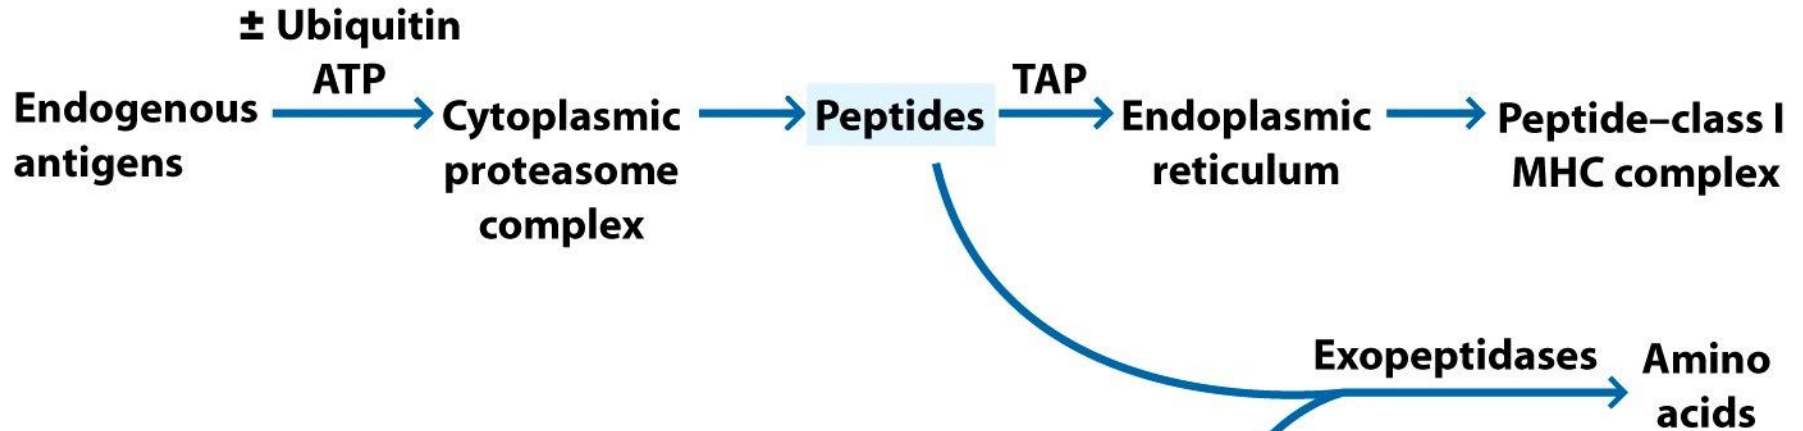 ± Ubiquitin
ATP
Endogenous
antigens
Cytoplasmic
proteasome
complex
Peptides
TAP
Endoplasmic
reticulum
Peptide–class I
MHC complex
Exopeptidases
Amino
acids